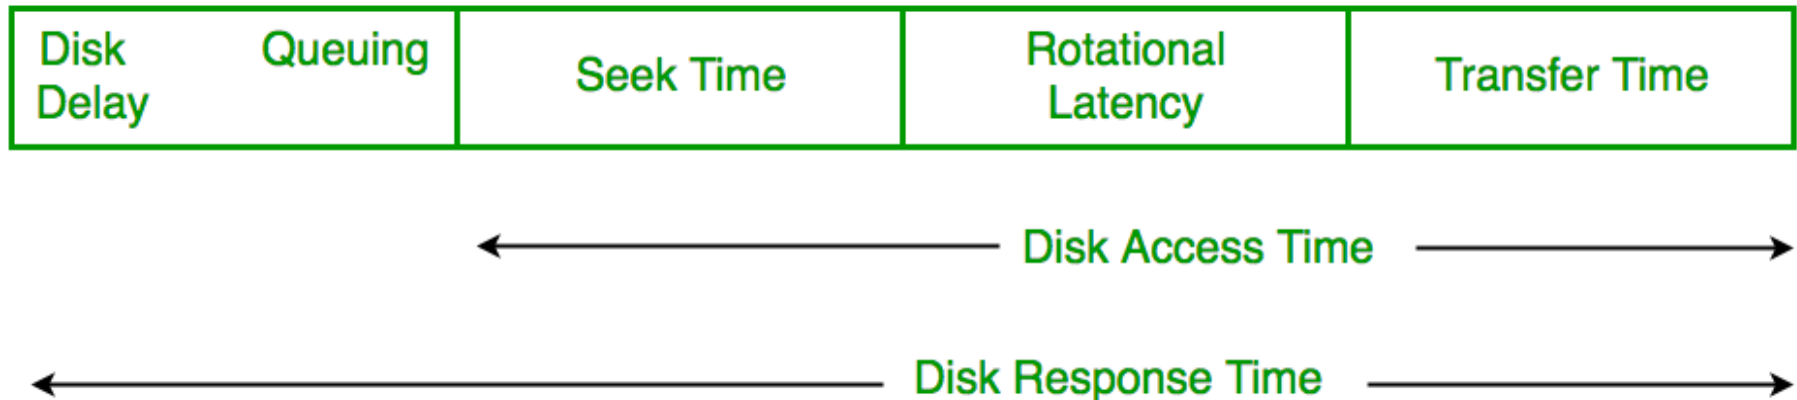 Disk Queuing
Delay
Seek Time
Rotational
Latency
Transfer Time
Disk Access Time
Disk Response Time